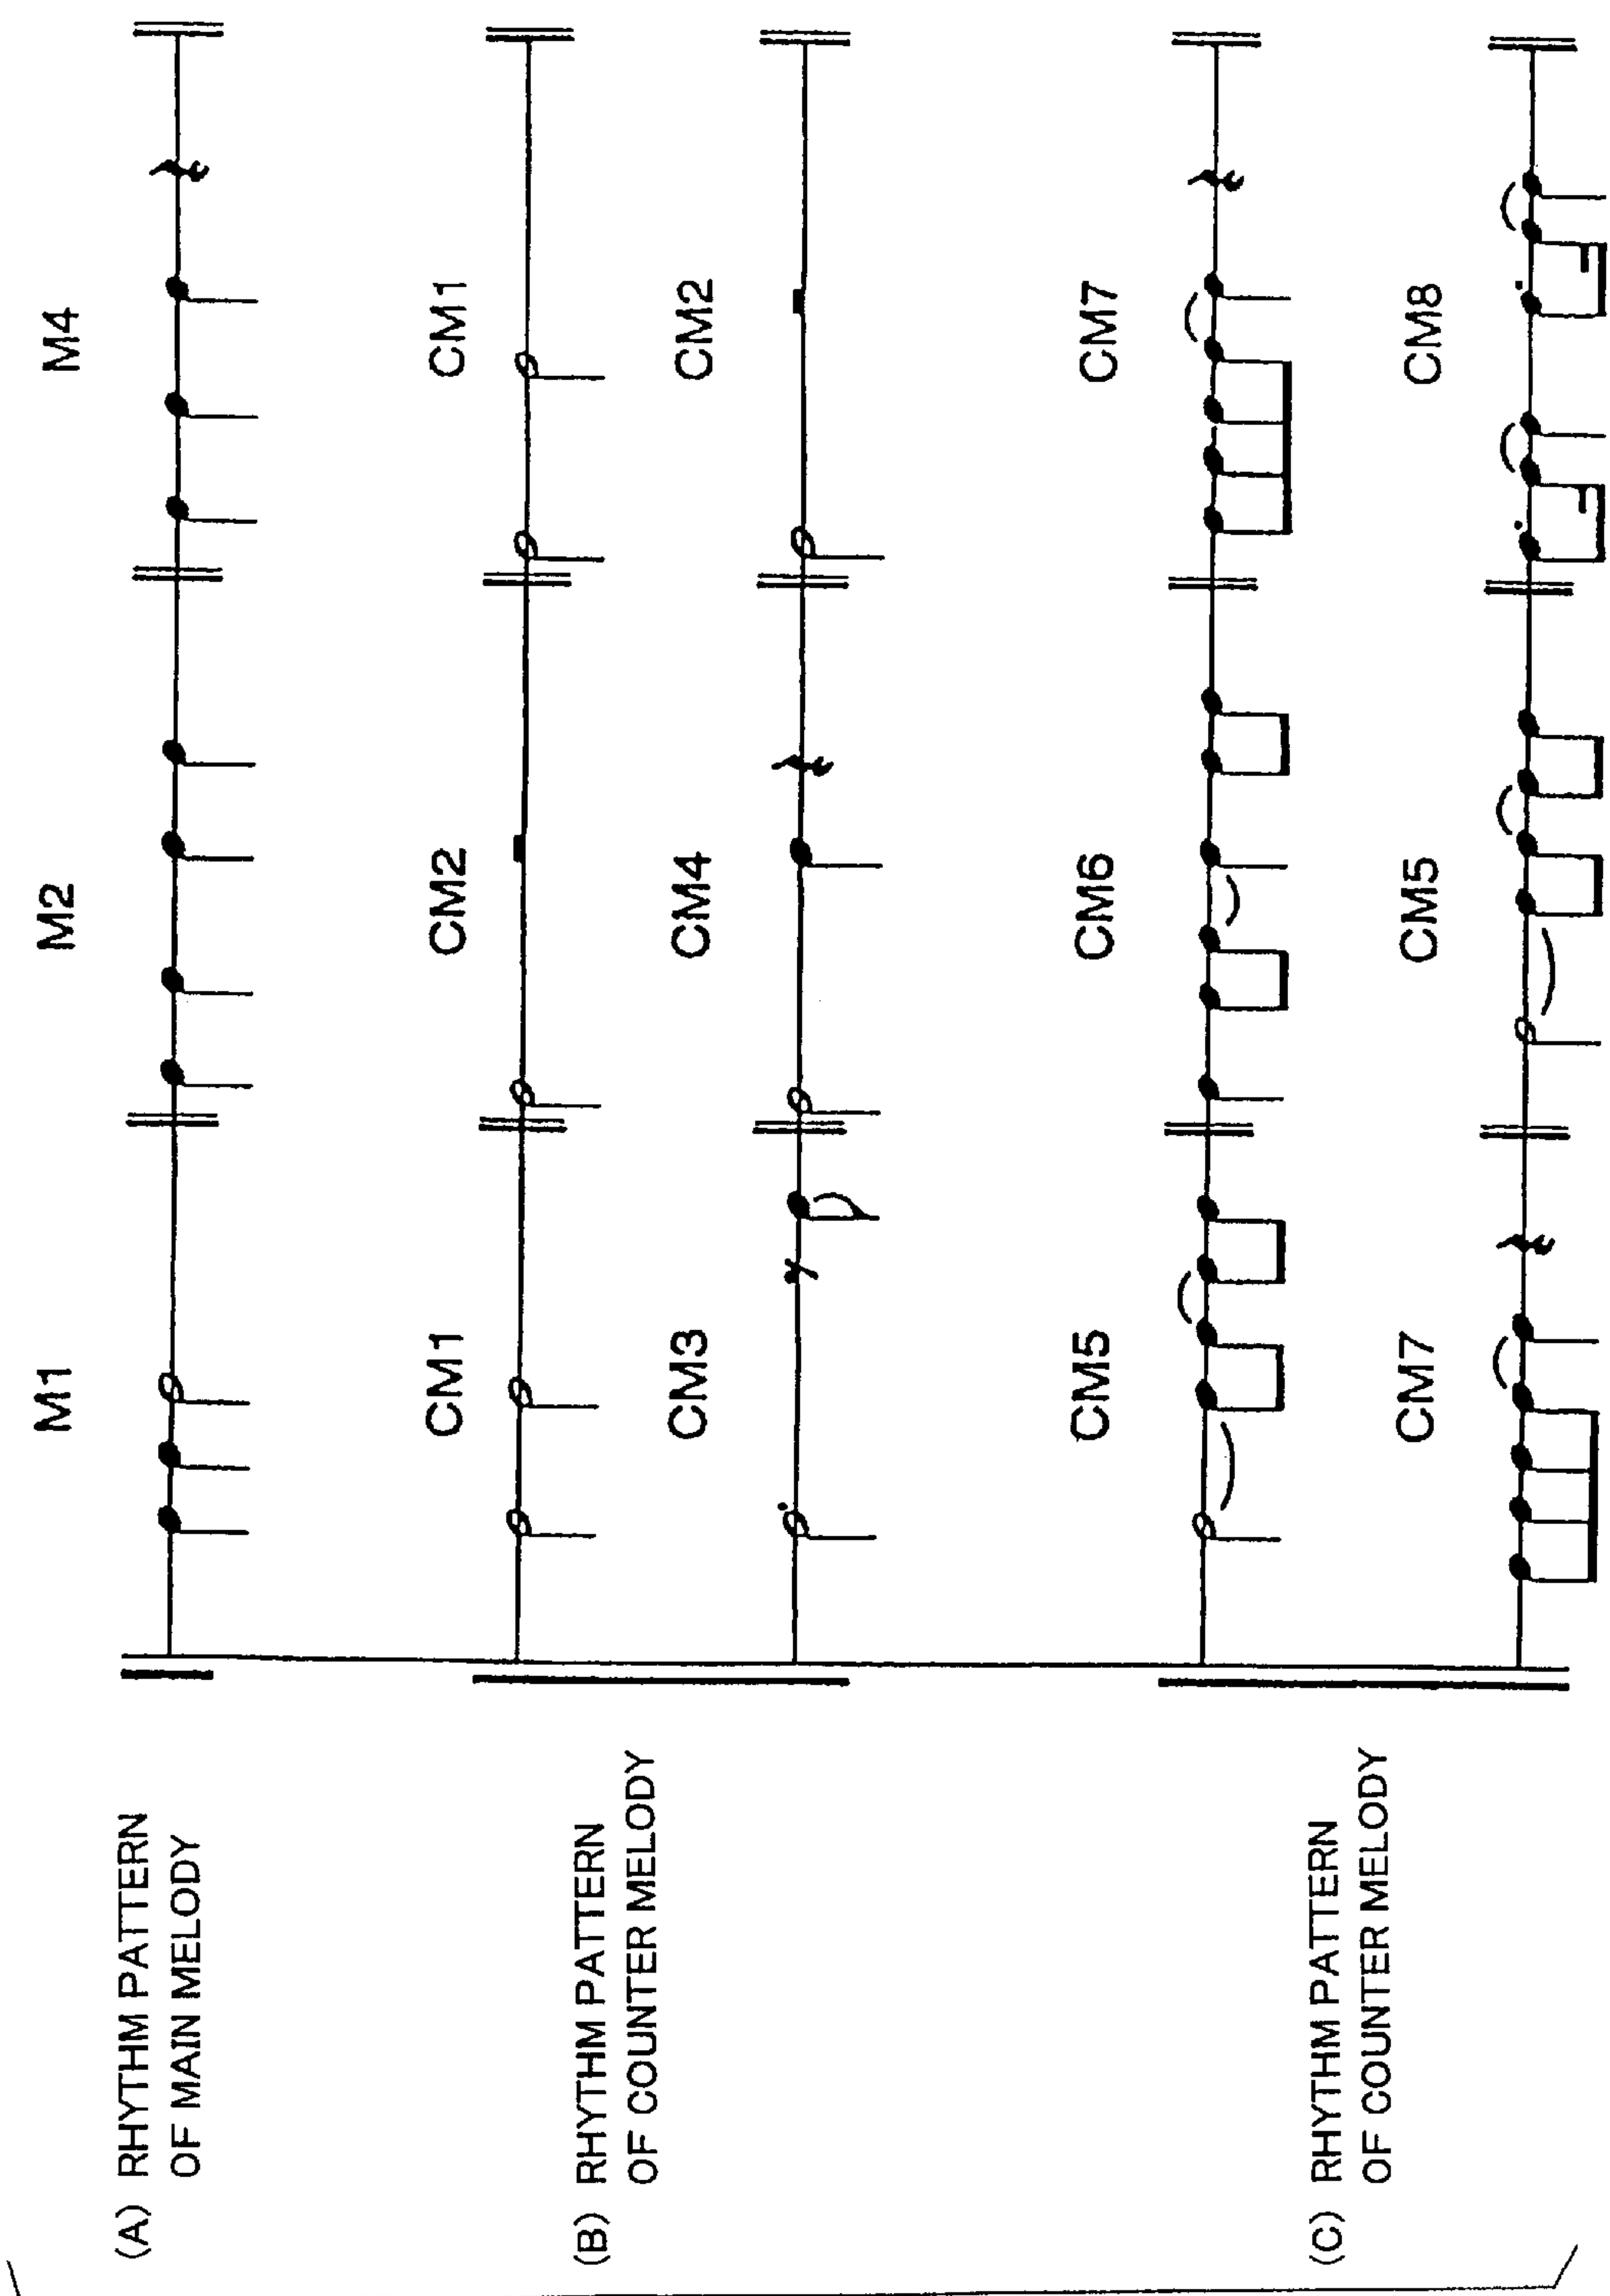 M1 M2 M4
(A) RHYTHM PATTERN
OF MAIN MELODY
CM1 CM2 CM1
(B) RHYTHM PATTERN
OF COUNTER MELODY
CM3 CM4 CM2
CM5 CM6 CM7
(C) RHYTHM PATTERN
OF COUNTER MELODY
CM7 CM5 CM8